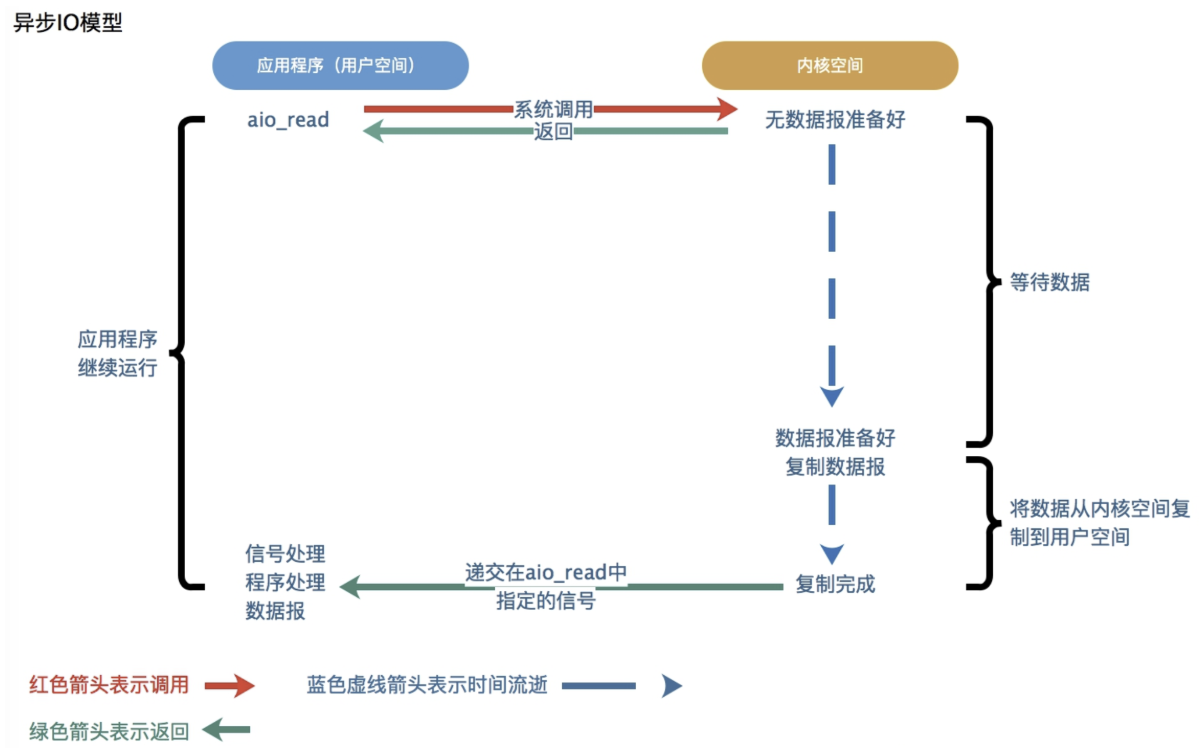 异步IO模型
应用程序（用户空间）
内核空间
aio_read
系统调用
返回
无数据报准备好
等待数据
应用程序
继续运行
数据报准备好
复制数据报
将数据从内核空间复
制到用户空间
信号处理
程序处理
数据报
递交在aio_read中
指定的信号
复制完成
红色箭头表示调用
蓝色虚线箭头表示时间流逝
绿色箭头表示返回